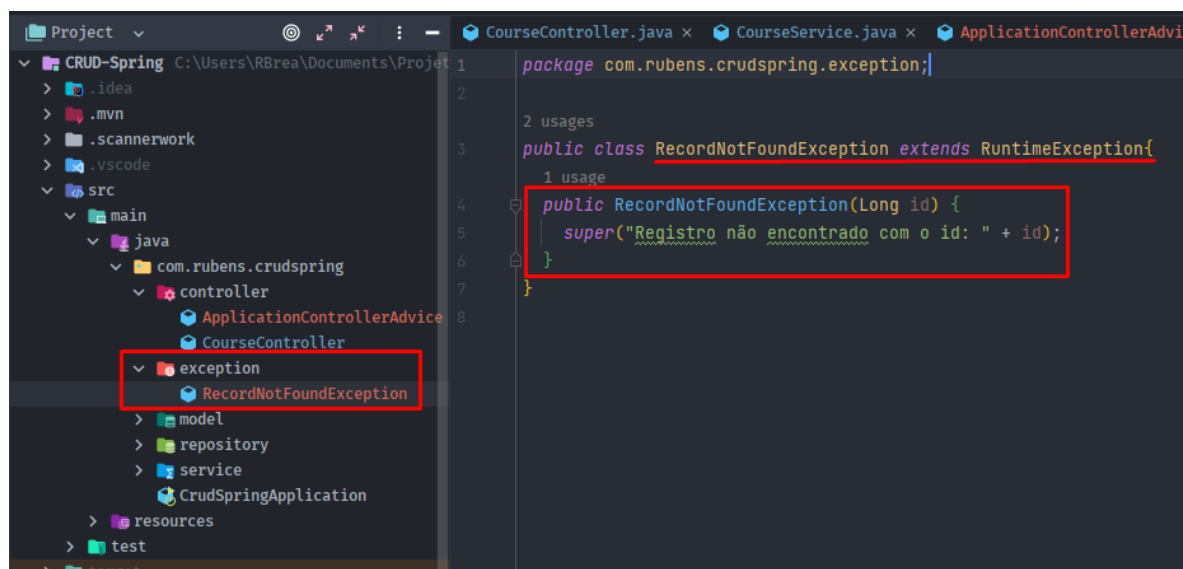 Project
CourseController.java × CourseService.java × ApplicationControllerAdvi
CRUD-Spring C:\Users\RBrea\Documents\Projet
.idea
.mvn
.scannerwork
.vscode
src
main
java
com.rubens.crudspring
controller
ApplicationControllerAdvice
CourseController
exception
RecordNotFoundException
model
repository
service
CrudSpringApplication
resources
test
1 package com.rubens.crudspring.exception;
2
2 usages
3 public class RecordNotFoundException extends RuntimeException{
1 usage
4 public RecordNotFoundException(Long id) {
5 super("Registro não encontrado com o id: " + id);
6 }
7 }
8